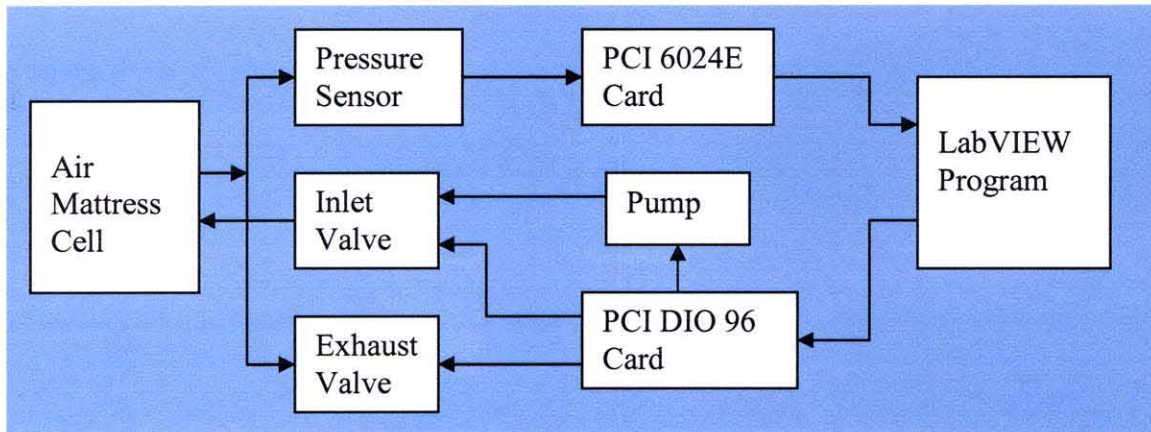 Pressure
Sensor
PCI 6024E
Card
LabVIEW
Program
Air
Mattress
Cell
Inlet
Valve
Pump
Exhaust
Valve
PCI DIO 96
Card